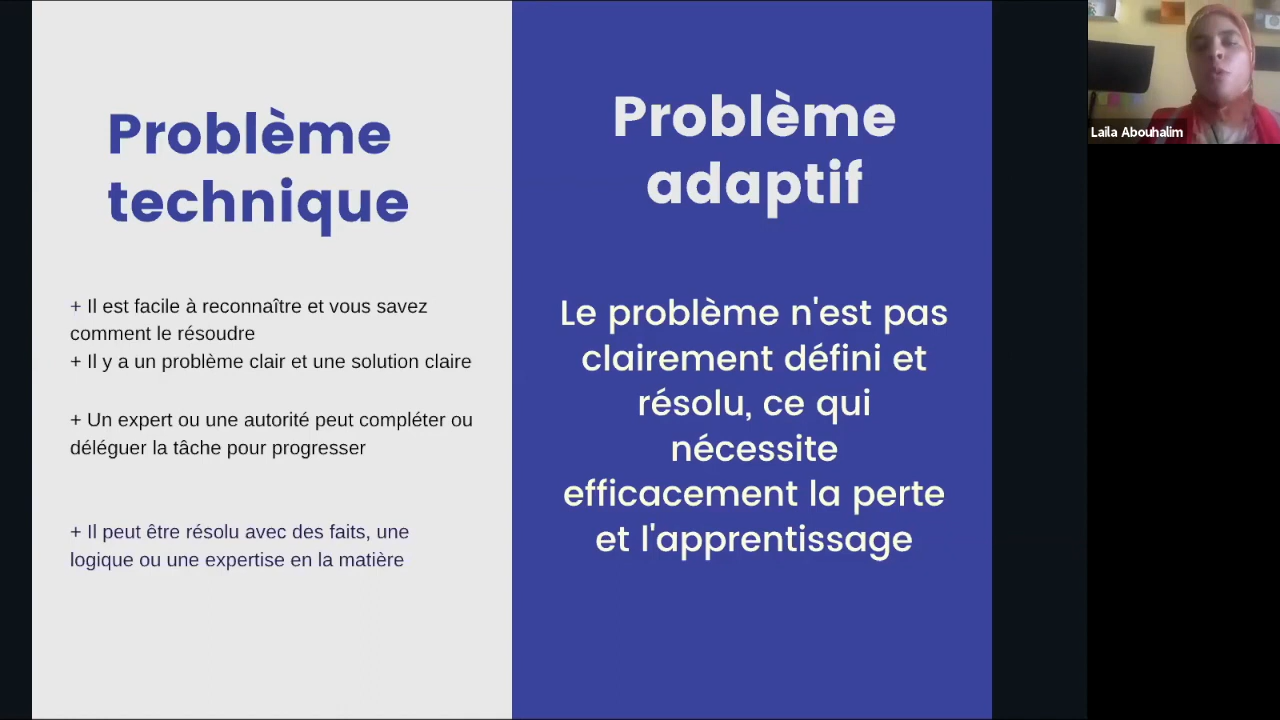 Problème
technique
+ Il est facile à reconnaître et vous savez
comment le résoudre
+ Il y a un problème clair et une solution claire
+ Un expert ou une autorité peut compléter ou
déléguer la tâche pour progresser
+ Il peut être résolu avec des faits, une
logique ou une expertise en la matière
Problème
adaptif
Le problème n'est pas
clairement défini et
résolu, ce qui
nécessite
efficacement la perte
et l'apprentissage
Laila Abouhalim